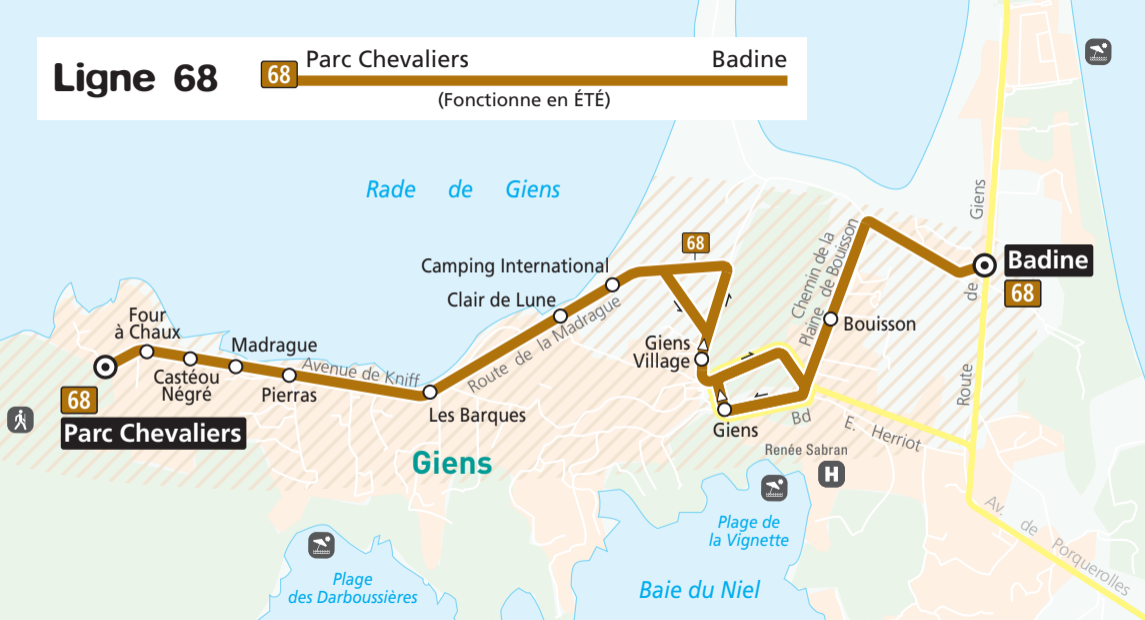 Ligne 68
68
Parc Chevaliers
Badine
(Fonctionne en ÉTÉ)
Rade de Giens
Giens
68
Camping International
Badine
68
Clair de Lune
Chemin de la
Plaine de Bouisson
de
Four
à Chaux
Madrague
Route de la Madrague
Giens
Village
Bouisson
Castéou
Négré
Avenue de Kniff
Pierras
Route
68
Parc Chevaliers
Les Barques
Giens
Bd E. Herriot
Giens
Renée Sabran
H
Plage de
la Vignette
Av. de Porquerolles
Plage
des Darboussières
Baie du Niel